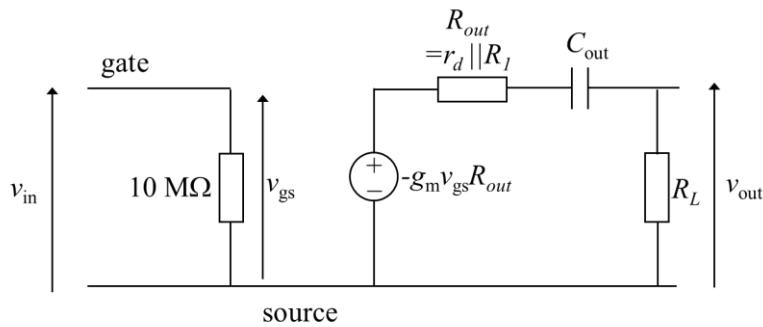 R_out
=r_d||R_1
C_out
gate
v_in
10 MΩ
v_gs
+
−
-g_m v_gs R_out
R_L
v_out
source